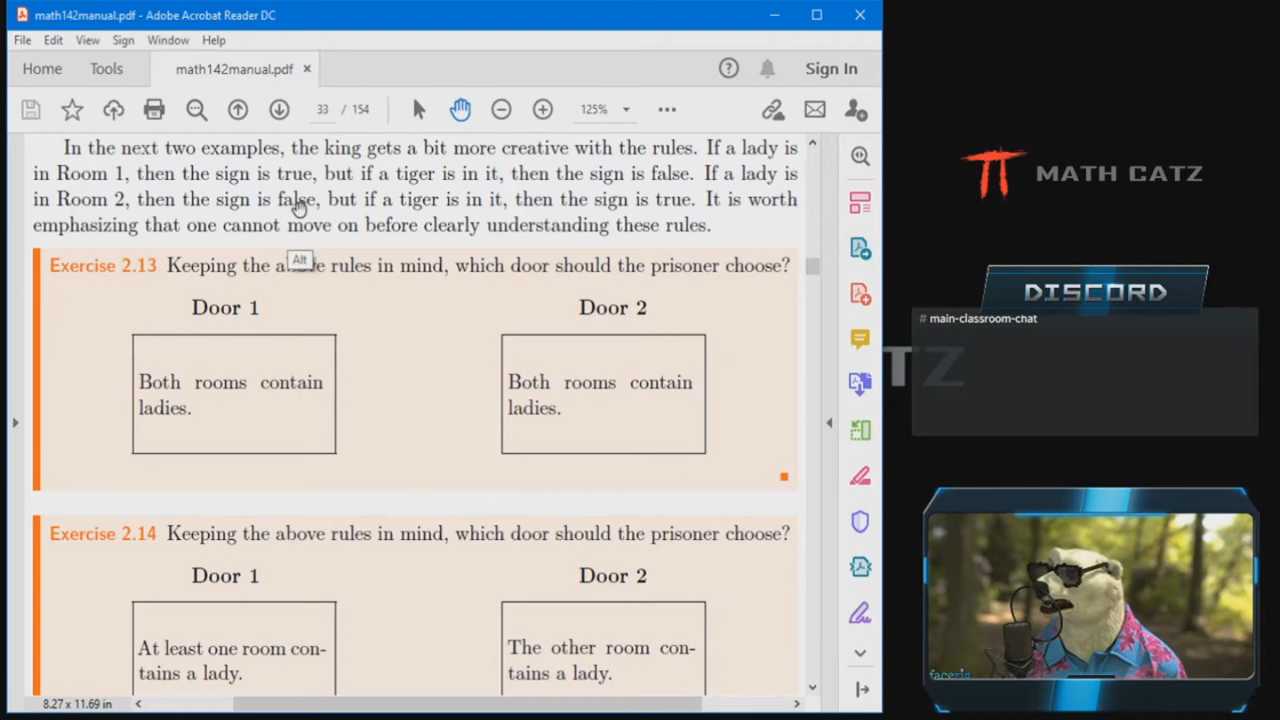 math142manual.pdf - Adobe Acrobat Reader DC
File Edit View Sign Window Help
Home Tools math142manual.pdf × Sign In
33 / 154 125%
In the next two examples, the king gets a bit more creative with the rules. If a lady is
in Room 1, then the sign is true, but if a tiger is in it, then the sign is false. If a lady is
in Room 2, then the sign is false, but if a tiger is in it, then the sign is true. It is worth
emphasizing that one cannot move on before clearly understanding these rules.
Alt
Exercise 2.13 Keeping the above rules in mind, which door should the prisoner choose?
Door 1 Door 2
Both rooms contain
ladies.
Both rooms contain
ladies.
Exercise 2.14 Keeping the above rules in mind, which door should the prisoner choose?
Door 1 Door 2
At least one room con-
tains a lady.
The other room con-
tains a lady.
8.27 x 11.69 in
MATH CATZ
DISCORD
# main-classroom-chat
TZ
facerig